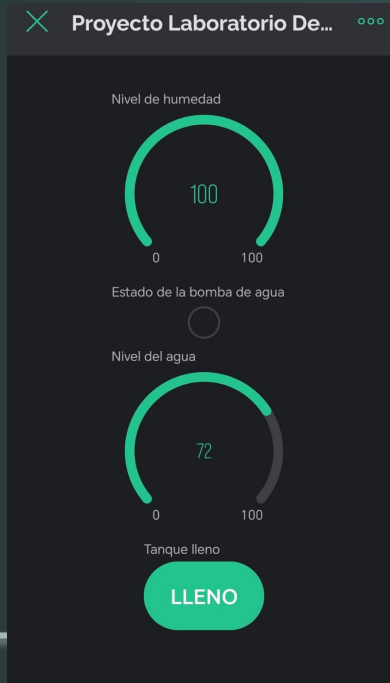 Proyecto Laboratorio De...
Nivel de humedad
100
0 100
Estado de la bomba de agua
Nivel del agua
72
0 100
Tanque lleno
LLENO